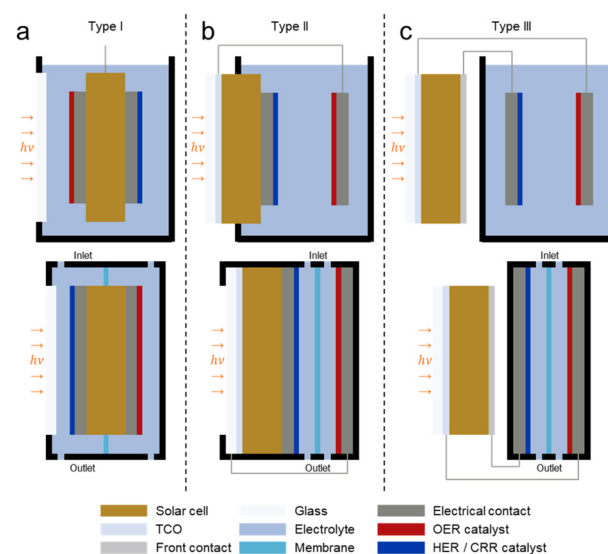 a
Type Ⅰ
b
Type Ⅱ
c
Type Ⅲ
hν
hν
hν
Inlet
Inlet
Inlet
hν
hν
hν
Outlet
Outlet
Outlet
Solar cell
Glass
Electrical contact
TCO
Electrolyte
OER catalyst
Front contact
Membrane
HER / CRR catalyst